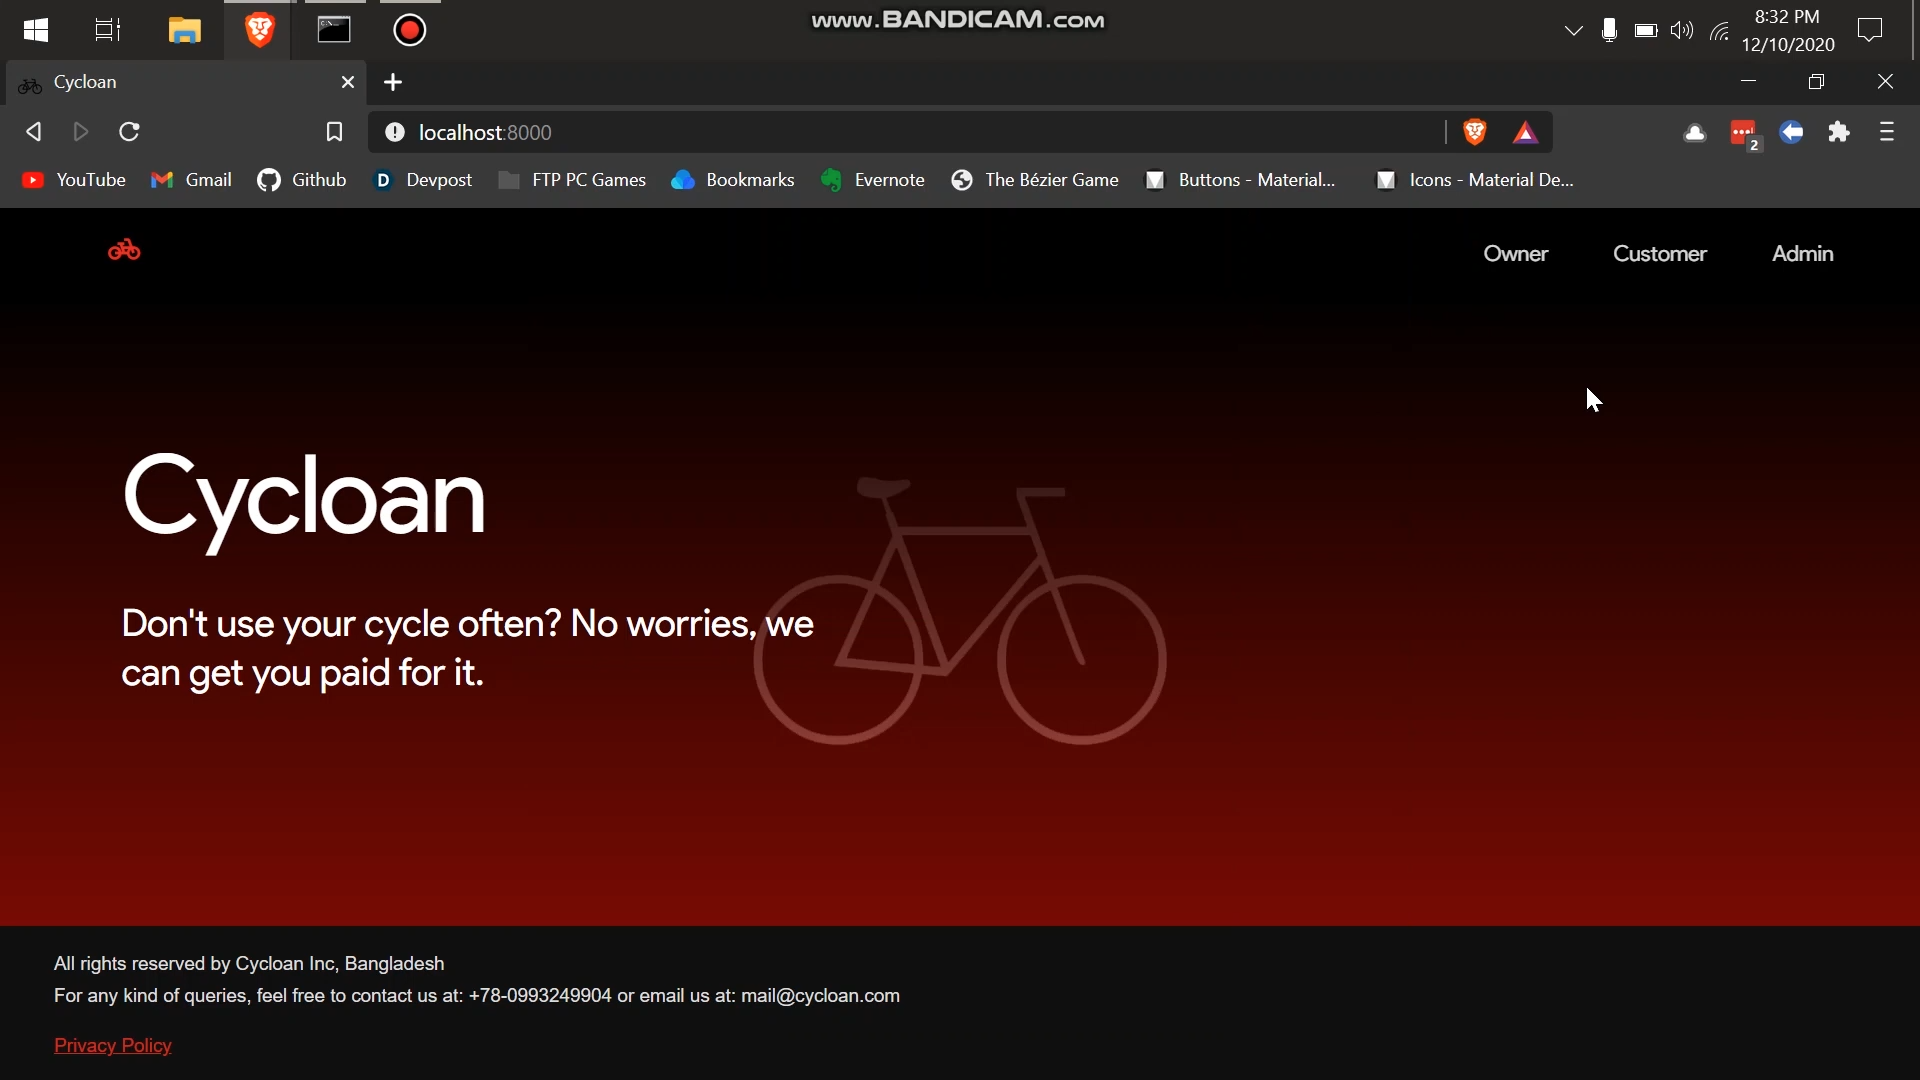 www.BANDICAM.com
8:32 PM
12/10/2020
Cycloan
localhost:8000
2
YouTube
Gmail
Github
Devpost
FTP PC Games
Bookmarks
Evernote
The Bézier Game
Buttons - Material...
Icons - Material De...
Owner
Customer
Admin
Cycloan
Don't use your cycle often? No worries, we
can get you paid for it.
All rights reserved by Cycloan Inc, Bangladesh
For any kind of queries, feel free to contact us at: +78-0993249904 or email us at: mail@cycloan.com
Privacy Policy